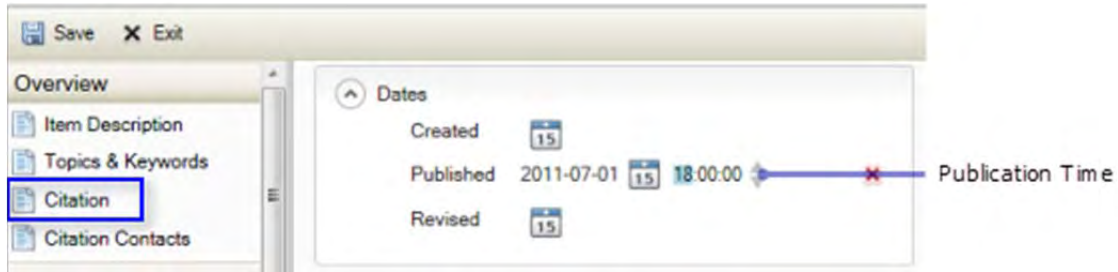 Save Exit
Overview
Item Description
Topics & Keywords
Citation
Citation Contacts
Dates
Created 15
Published 2011-07-01 15 18:00:00
Revised 15
Publication Time